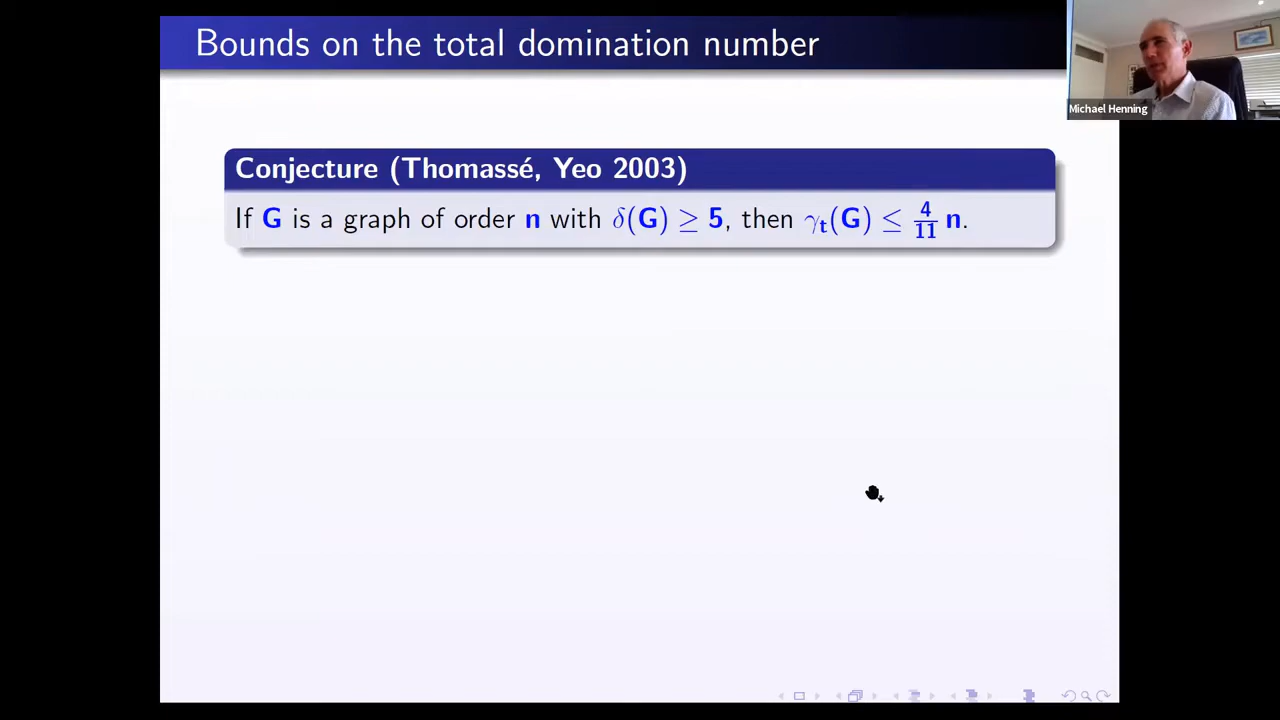 Bounds on the total domination number
Michael Henning
Conjecture (Thomassé, Yeo 2003)
If G is a graph of order n with δ(G) ≥ 5, then γt(G) ≤ 4/11 n.